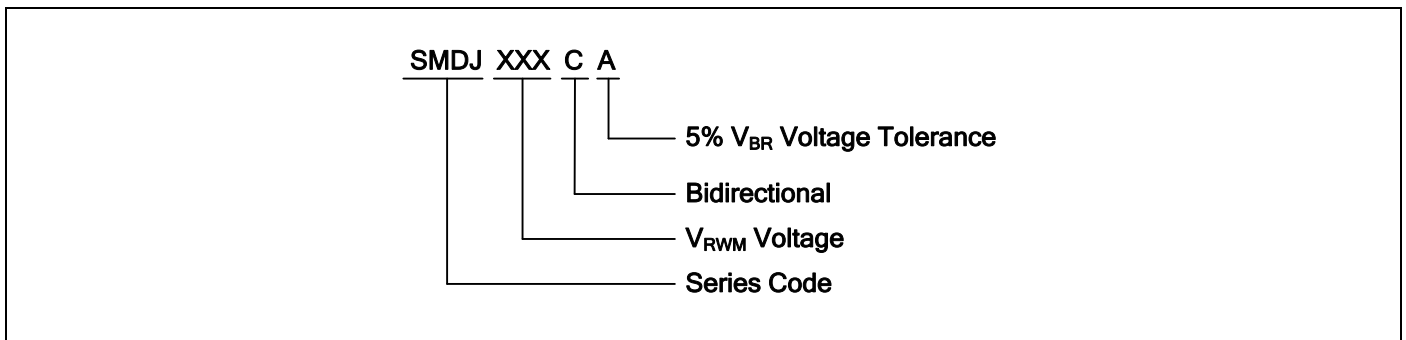 SMDJ XXX C A
5% VBR Voltage Tolerance
Bidirectional
VRWM Voltage
Series Code